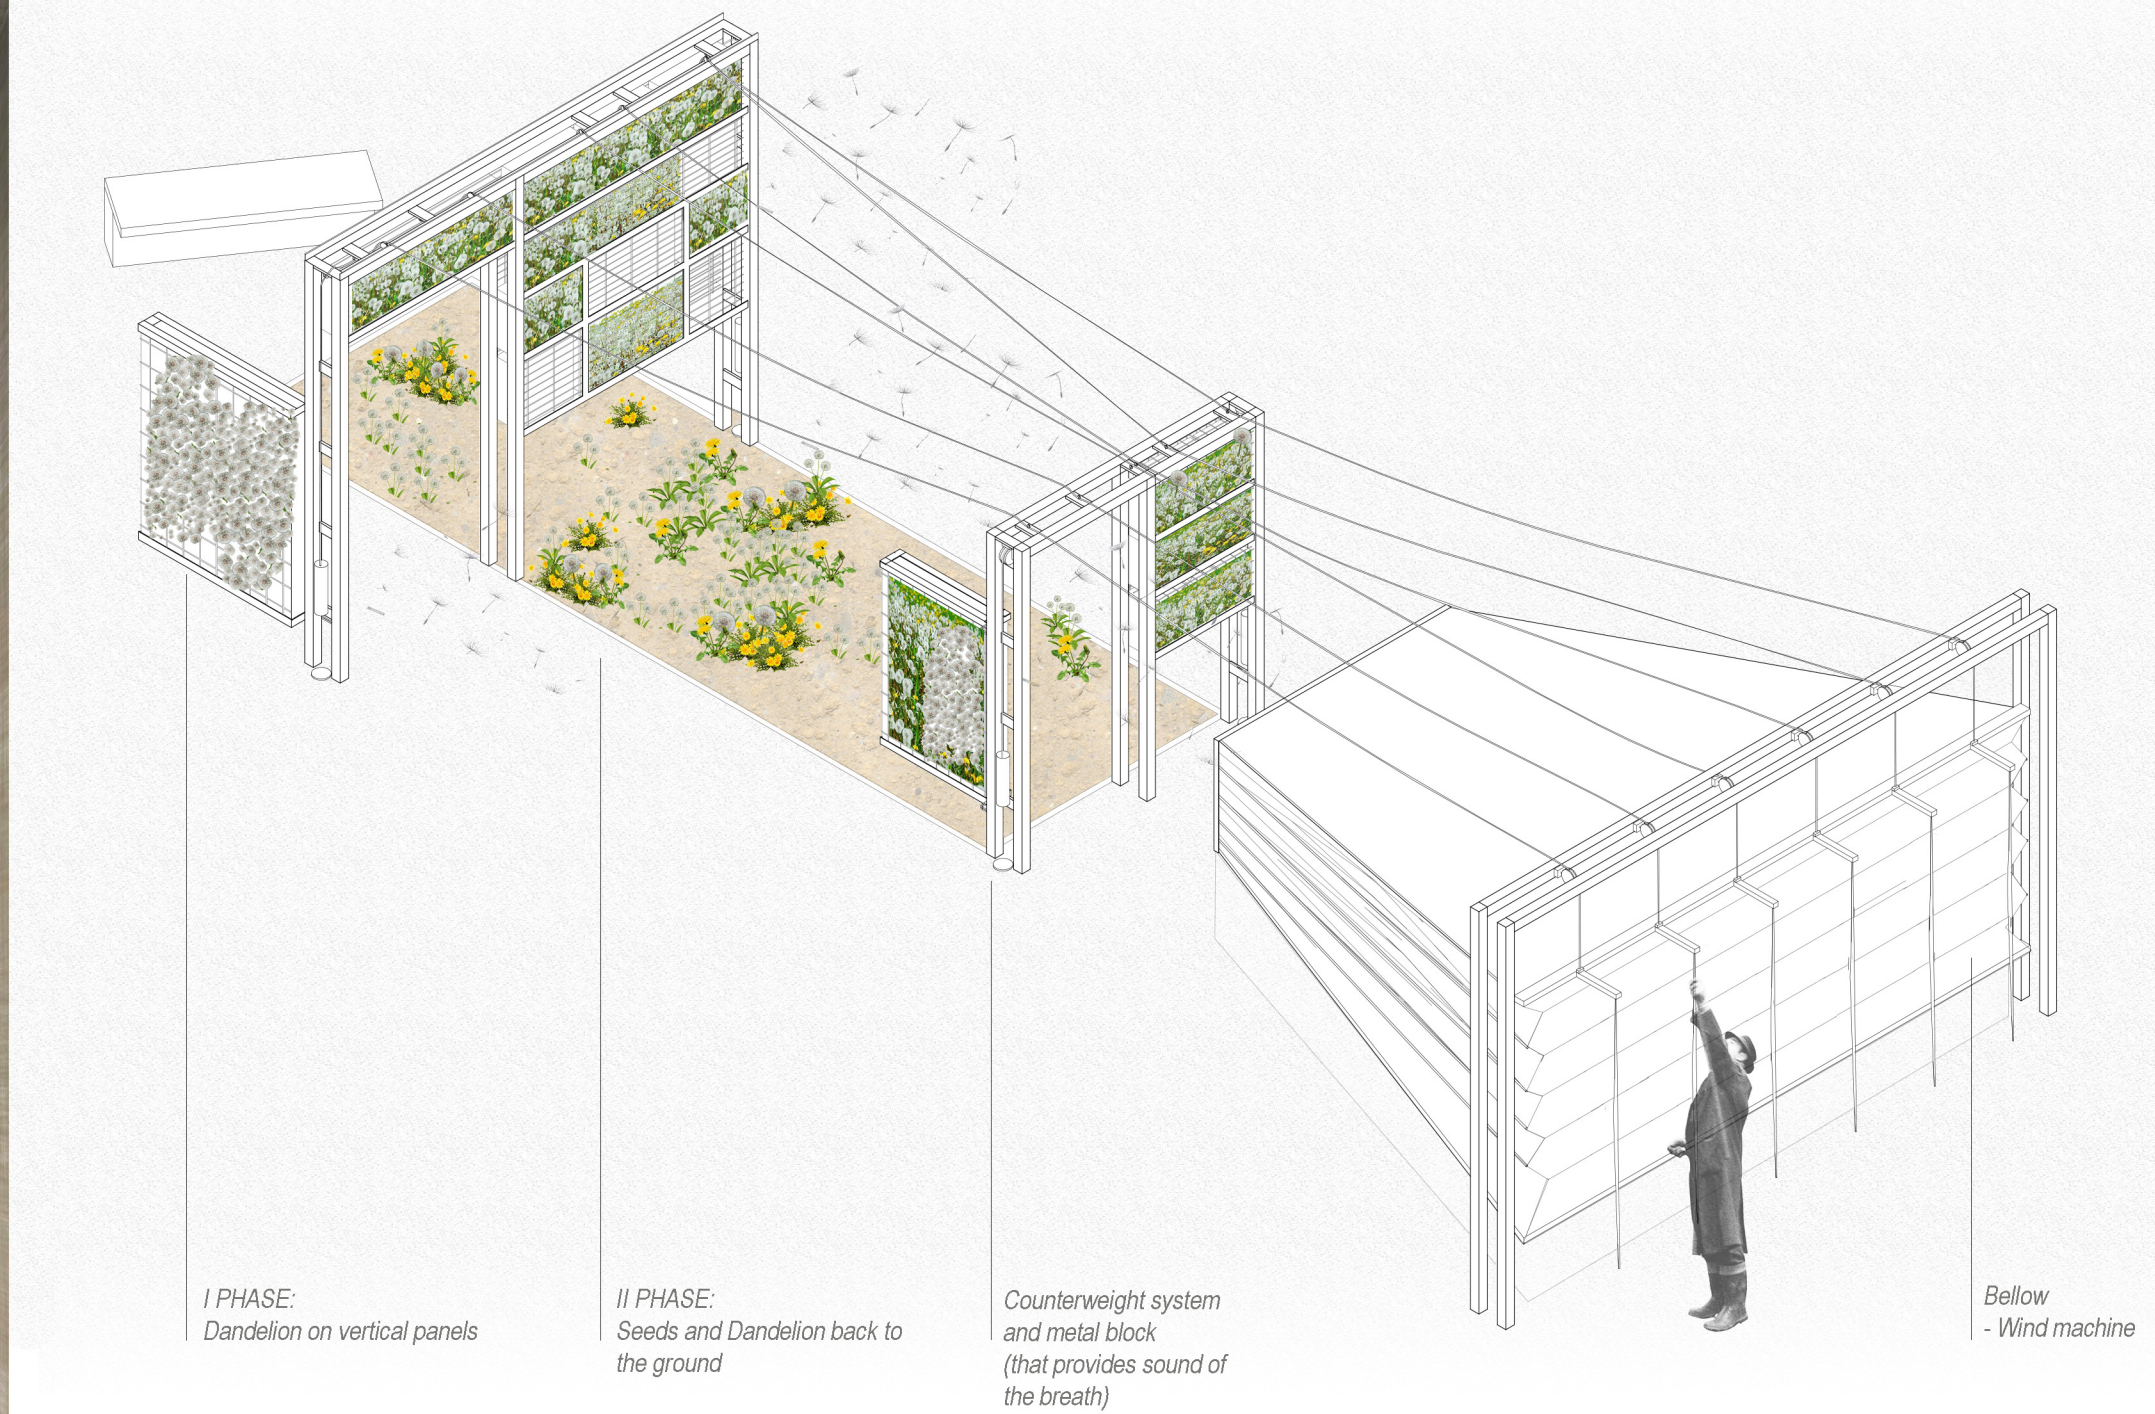 I PHASE:
Dandelion on vertical panels
II PHASE:
Seeds and Dandelion back to
the ground
Counterweight system
and metal block
(that provides sound of
the breath)
Bellow
- Wind machine